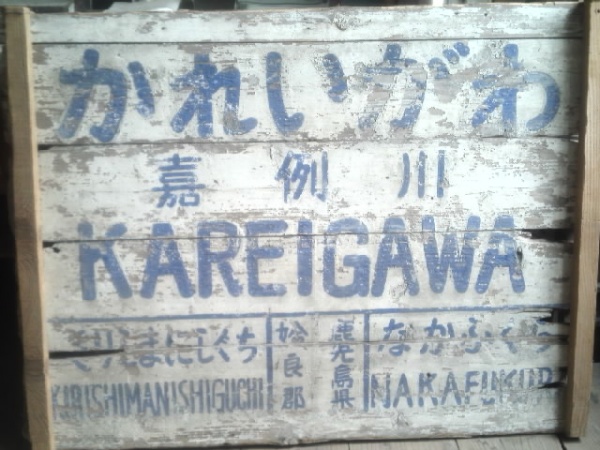 かれいがわ
嘉例川
KAREIGAWA
きりしまにしぐち
KIRISHIMANISHIGUCHI
姶良郡
鹿児島県
なかふくら
NAKAFUKURA